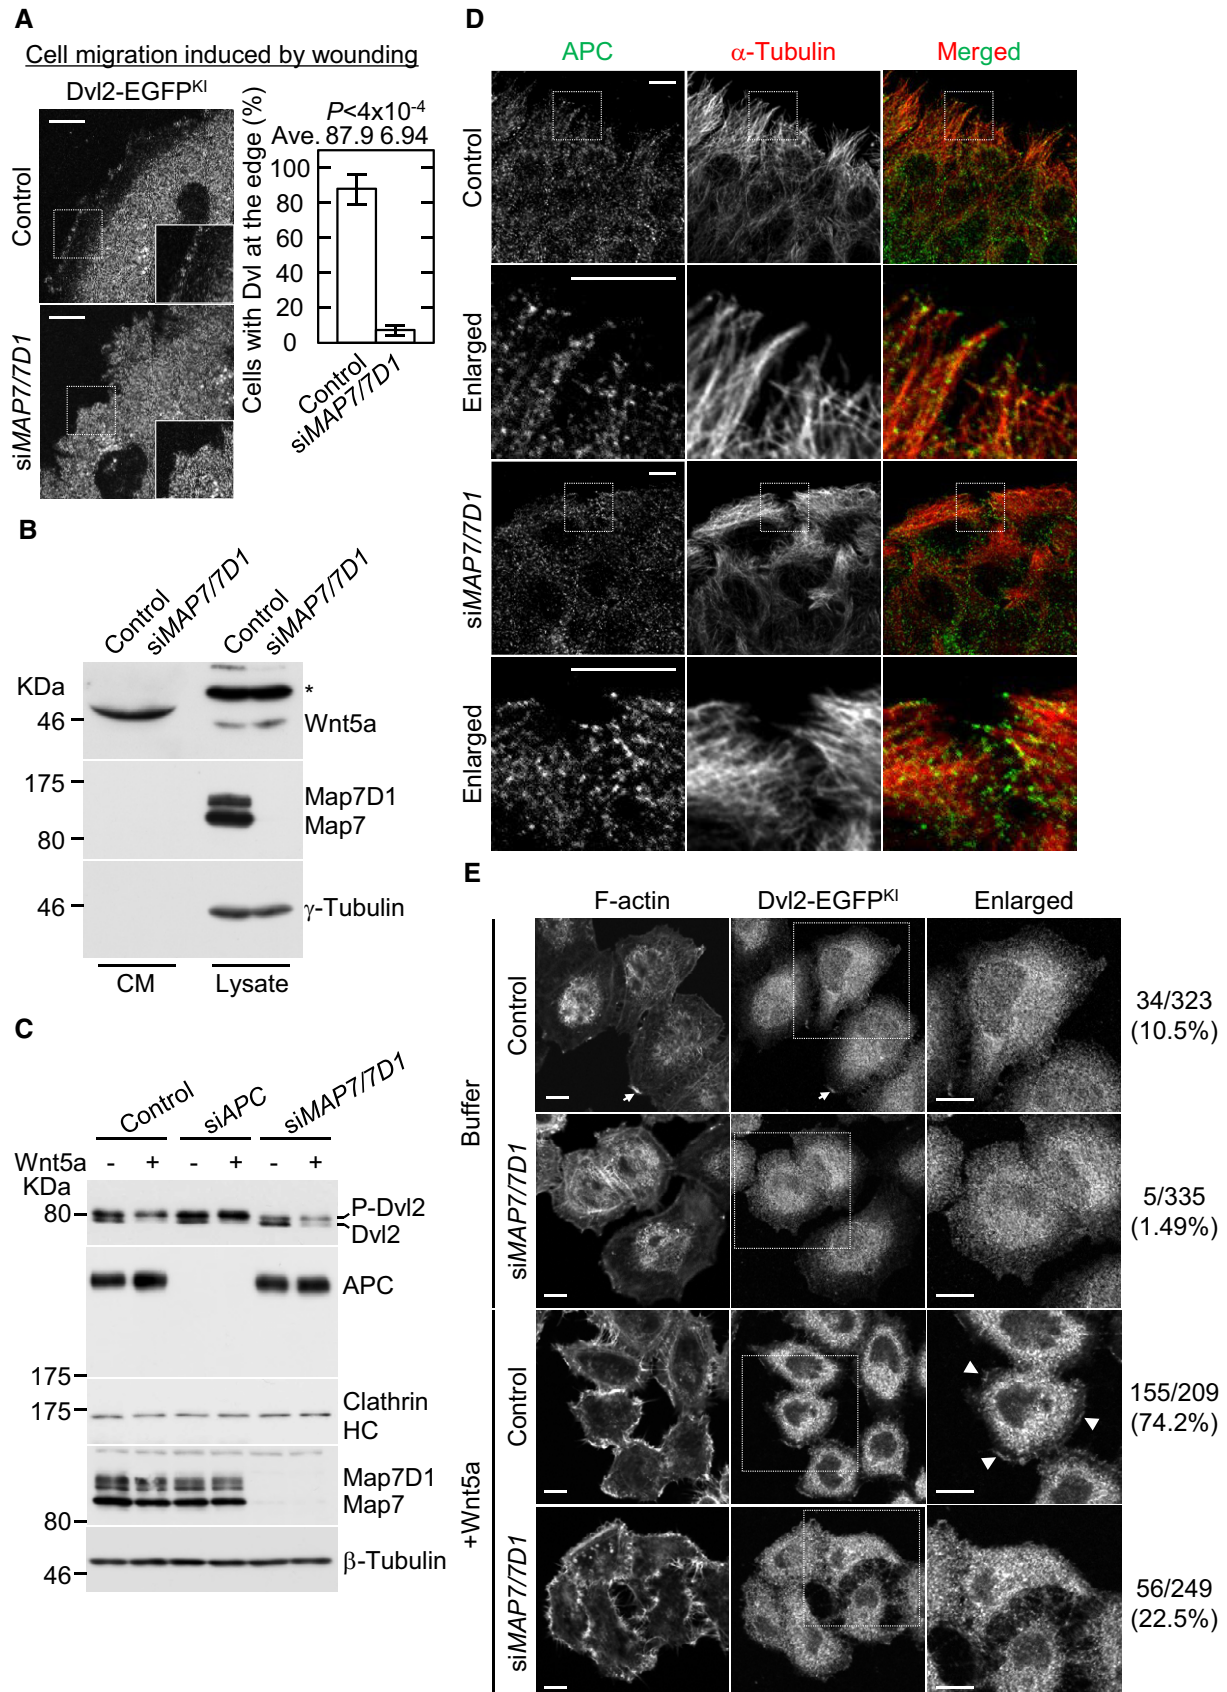 A
Cell migration induced by wounding
Dvl2-EGFPKI
Control
siMAP7/7D1
Cells with Dvl at the edge (%)
P<4x10-4
Ave. 87.9 6.94
100
80
60
40
20
0
Control
siMAP7/7D1
B
Control
siMAP7/7D1
Control
siMAP7/7D1
KDa
*
46
Wnt5a
175
Map7D1
Map7
80
46
γ-Tubulin
CM
Lysate
C
Control
siAPC
siMAP7/7D1
Wnt5a - + - + - +
KDa
80
P-Dvl2
Dvl2
APC
175
175
Clathrin
HC
Map7D1
Map7
80
β-Tubulin
46
D
APC
α-Tubulin
Merged
Control
Enlarged
siMAP7/7D1
Enlarged
E
F-actin
Dvl2-EGFPKI
Enlarged
Buffer
Control
34/323
(10.5%)
siMAP7/7D1
5/335
(1.49%)
+Wnt5a
Control
155/209
(74.2%)
siMAP7/7D1
56/249
(22.5%)